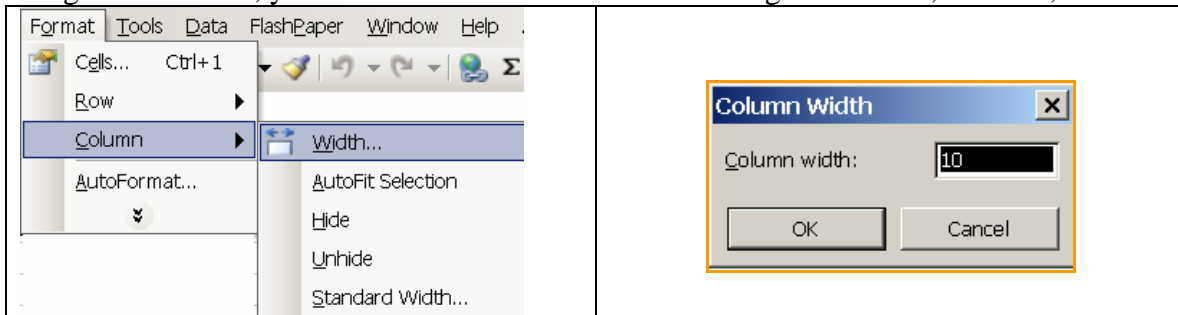 Format Tools Data FlashPaper Window Help
Cells... Ctrl+1
Σ
Row
Column
Width...
AutoFormat...
AutoFit Selection
Hide
Unhide
Standard Width...
Column Width
Column width: 10
OK Cancel